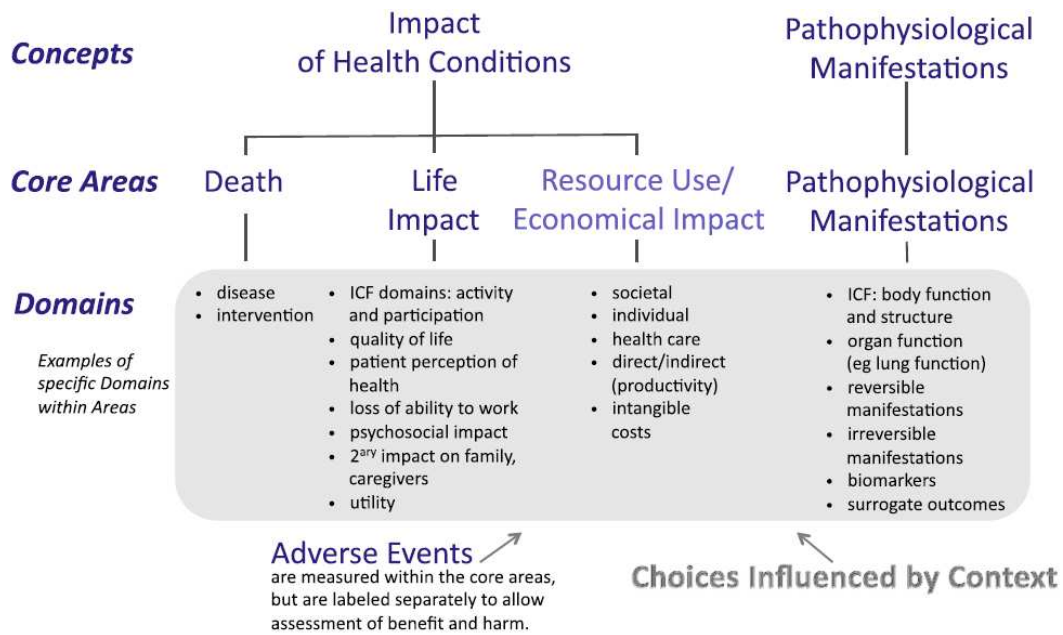 Concepts
Impact
of Health Conditions
Pathophysiological
Manifestations
Core Areas
Death
Life
Impact
Resource Use/
Economical Impact
Pathophysiological
Manifestations
Domains
Examples of
specific Domains
within Areas
• disease
• intervention
• ICF domains: activity
and participation
• quality of life
• patient perception of
health
• loss of ability to work
• psychosocial impact
• 2ary impact on family,
caregivers
• utility
• societal
• individual
• health care
• direct/indirect
(productivity)
• intangible
costs
• ICF: body function
and structure
• organ function
(eg lung function)
• reversible
manifestations
• irreversible
manifestations
• biomarkers
• surrogate outcomes
Adverse Events
are measured within the core areas,
but are labeled separately to allow
assessment of benefit and harm.
Choices Influenced by Context